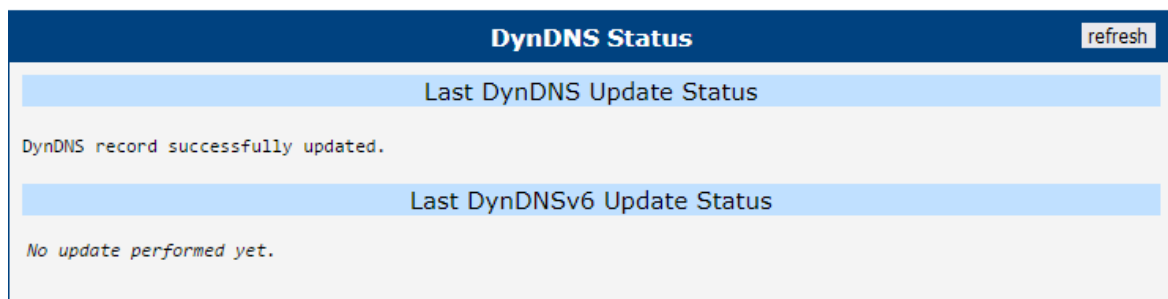 DynDNS Status
refresh
Last DynDNS Update Status
DynDNS record successfully updated.
Last DynDNSv6 Update Status
No update performed yet.